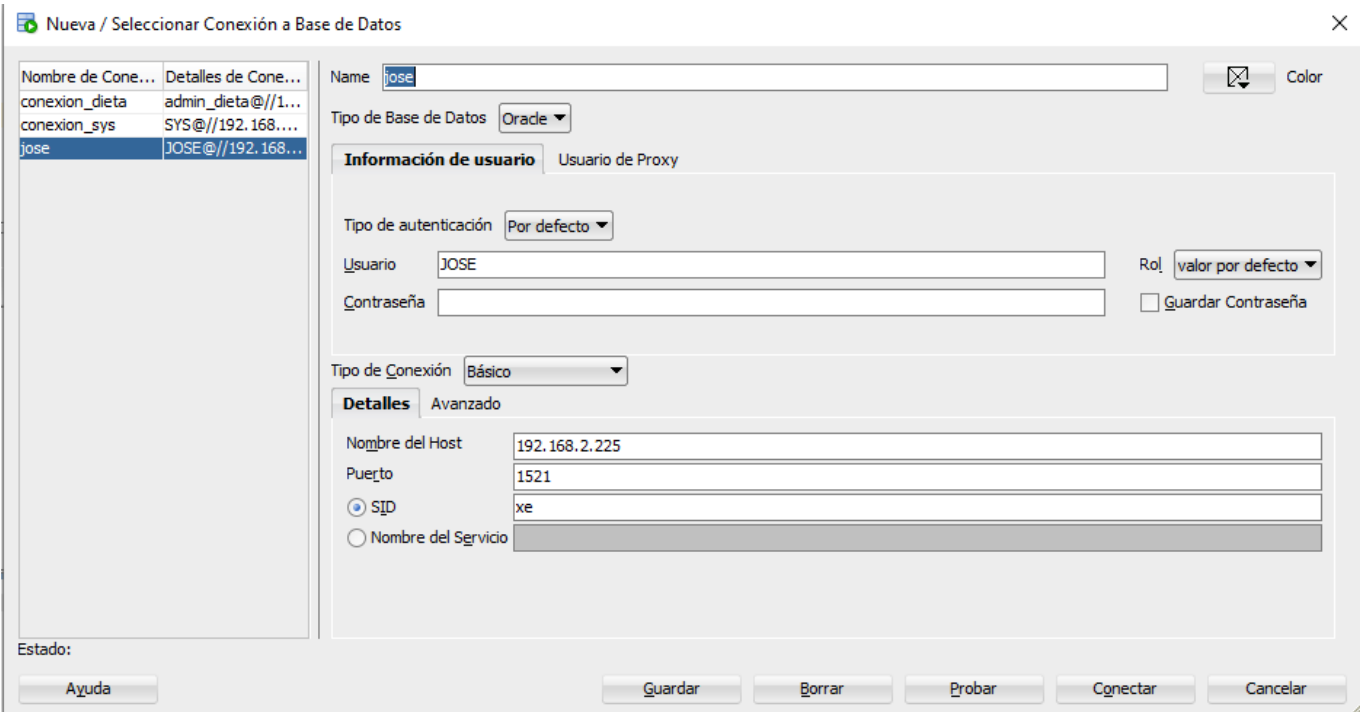 Nueva / Seleccionar Conexión a Base de Datos
Nombre de Cone... Detalles de Cone...
conexion_dieta admin_dieta@//1...
conexion_sys SYS@//192.168....
jose JOSE@//192.168...
Name jose Color
Tipo de Base de Datos Oracle
Información de usuario Usuario de Proxy
Tipo de autenticación Por defecto
Usuario JOSE Rol valor por defecto
Contraseña Guardar Contraseña
Tipo de Conexión Básico
Detalles Avanzado
Nombre del Host 192.168.2.225
Puerto 1521
SID xe
Nombre del Servicio
Estado:
Ayuda Guardar Borrar Probar Conectar Cancelar